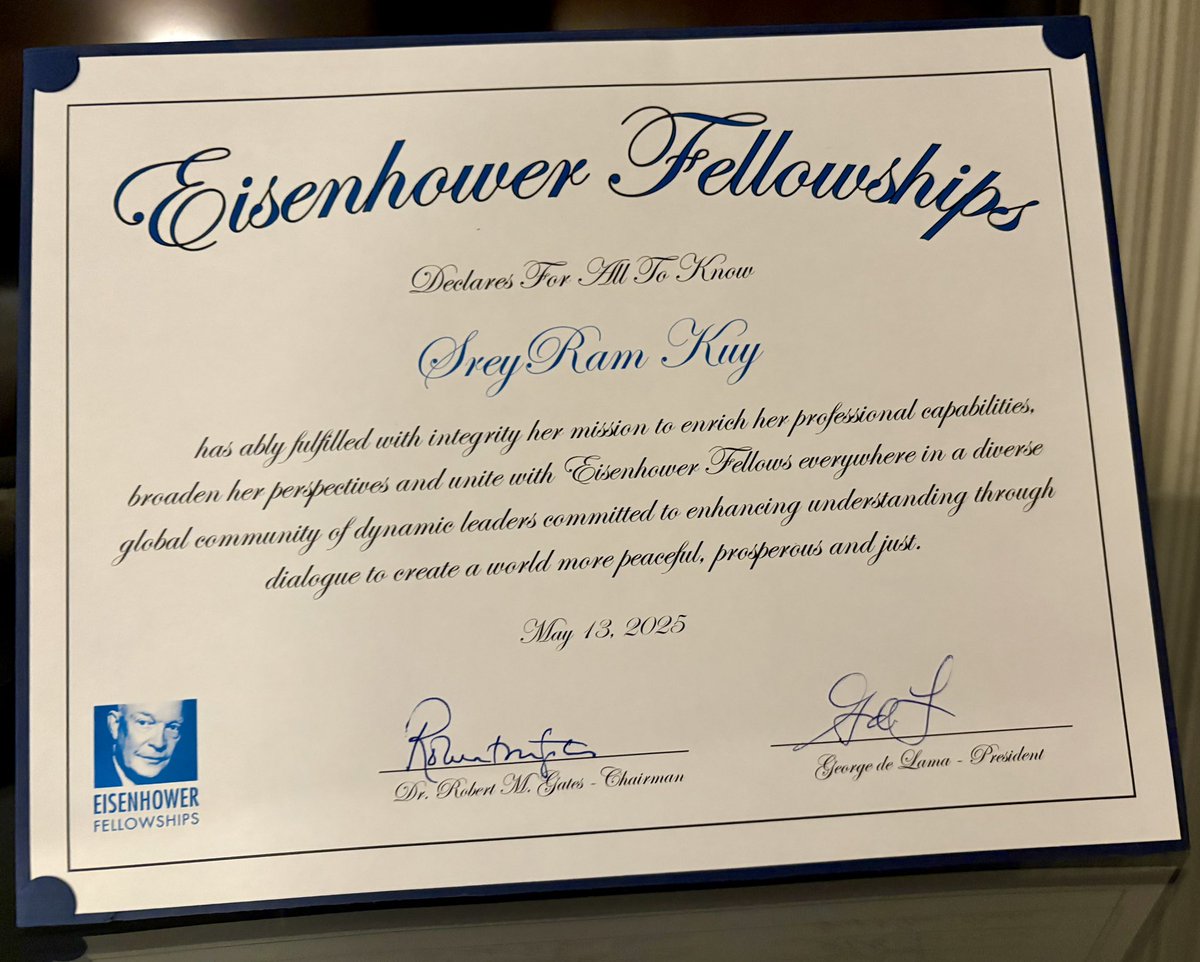 Eisenhower Fellowships
Declares For All To Know
SreyRam Kuy
has ably fulfilled with integrity her mission to enrich her professional capabilities,
broaden her perspectives and unite with Eisenhower Fellows everywhere in a diverse
global community of dynamic leaders committed to enhancing understanding through
dialogue to create a world more peaceful, prosperous and just.
May 13, 2025
Dr. Robert M. Gates - Chairman
George de Lama - President
EISENHOWER
FELLOWSHIPS